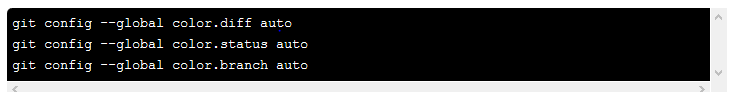 git config --global color.diff auto
git config --global color.status auto
git config --global color.branch auto